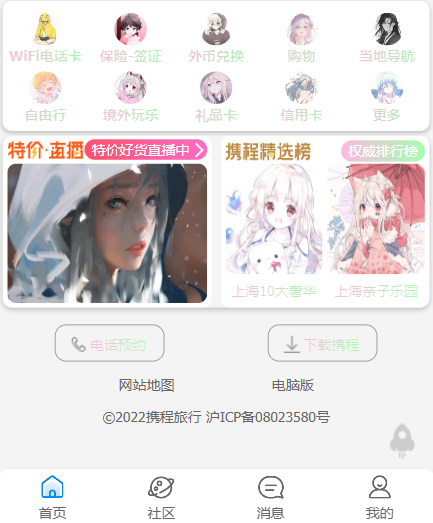 WiFi电话卡 保险-签证 外币兑换 购物 当地导航
自由行 境外玩乐 礼品卡 信用卡 更多
特价·直播 特价好货直播中 携程精选榜 权威排行榜
上海10大奢华 上海亲子乐园
电话预约 下载携程
网站地图 电脑版
©2022携程旅行 沪ICP备08023580号
首页 社区 消息 我的